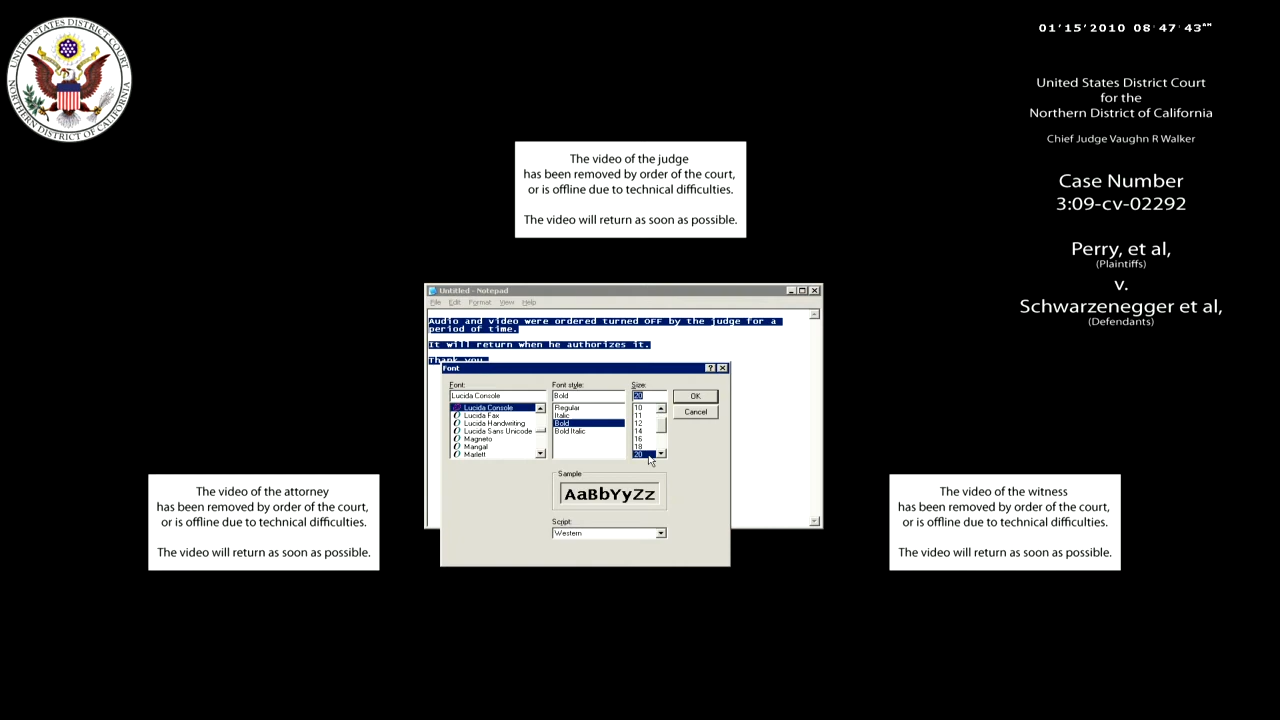 UNITED STATES DISTRICT COURT
NORTHERN DISTRICT OF CALIFORNIA
01'15'2010 08 47 43 AM
United States District Court
for the
Northern District of California
Chief Judge Vaughn R Walker
Case Number
3:09-cv-02292
Perry, et al,
(Plaintiffs)
v.
Schwarzenegger et al,
(Defendants)
The video of the judge
has been removed by order of the court,
or is offline due to technical difficulties.
The video will return as soon as possible.
Untitled - Notepad
File Edit Format View Help
Audio and video were ordered turned OFF by the judge for a
period of time.
It will return when he authorizes it.
Thank you.
Font
Font: Font style: Size:
Lucida Console Bold 20 OK
Lucida Console Regular 10
Lucida Fax Italic 11 Cancel
Lucida Handwriting Bold 12
Lucida Sans Unicode Bold Italic 14
Magneto 16
Mangal 18
Marlett 20
Sample
AaBbYyZz
Script:
Western
The video of the attorney
has been removed by order of the court,
or is offline due to technical difficulties.
The video will return as soon as possible.
The video of the witness
has been removed by order of the court,
or is offline due to technical difficulties.
The video will return as soon as possible.